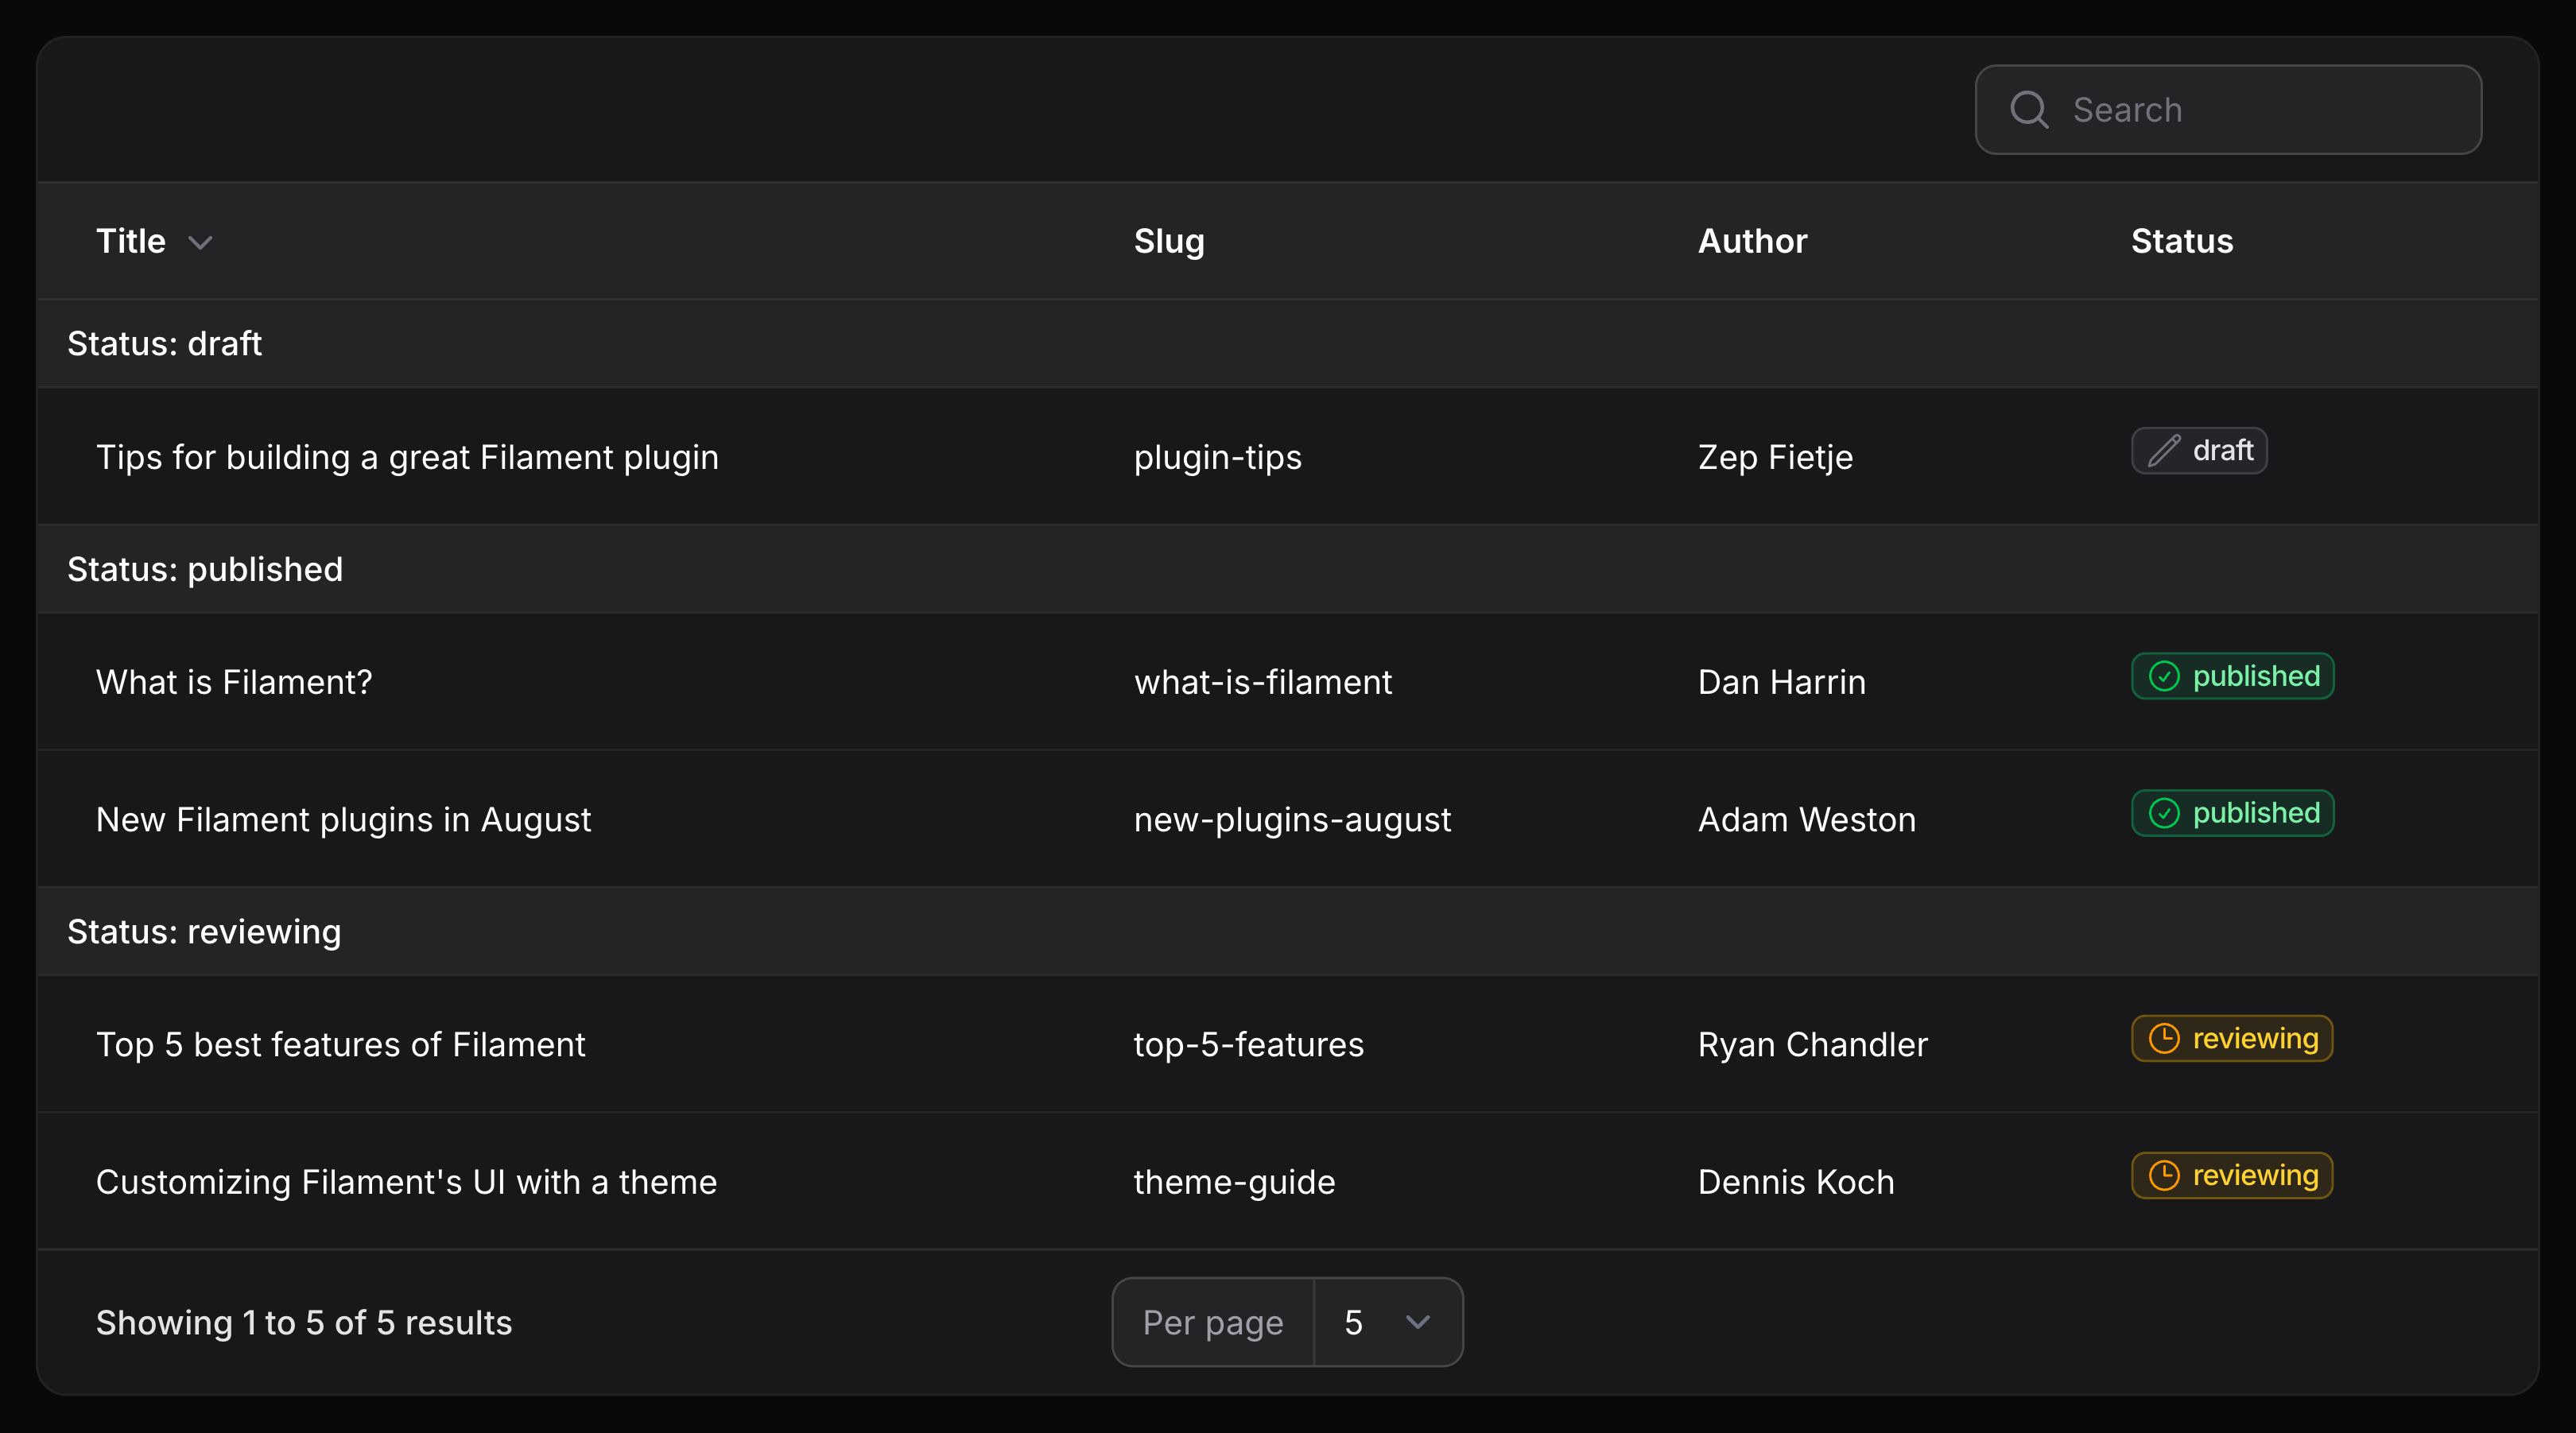 Search
Title Slug Author Status
Status: draft
Tips for building a great Filament plugin plugin-tips Zep Fietje draft
Status: published
What is Filament? what-is-filament Dan Harrin published
New Filament plugins in August new-plugins-august Adam Weston published
Status: reviewing
Top 5 best features of Filament top-5-features Ryan Chandler reviewing
Customizing Filament's UI with a theme theme-guide Dennis Koch reviewing
Showing 1 to 5 of 5 results Per page 5